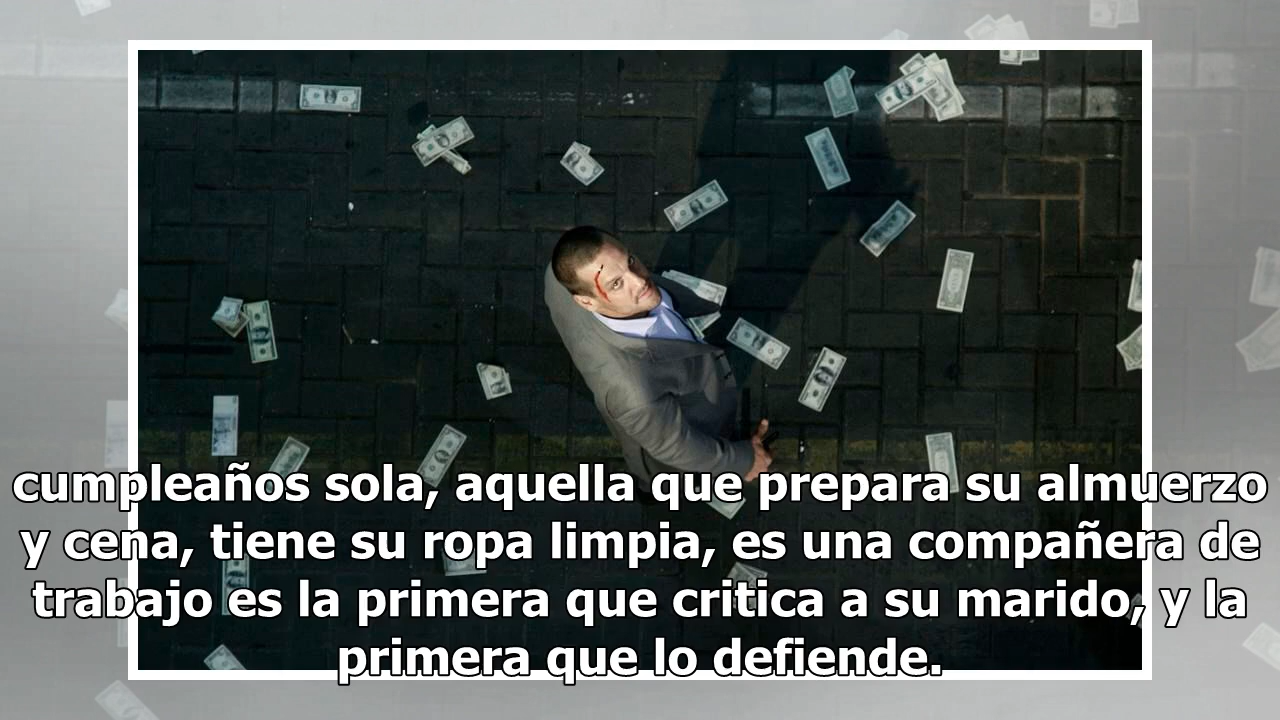 cumpleaños sola, aquella que prepara su almuerzo
y cena, tiene su ropa limpia, es una compañera de
trabajo es la primera que critica a su marido, y la
primera que lo defiende.